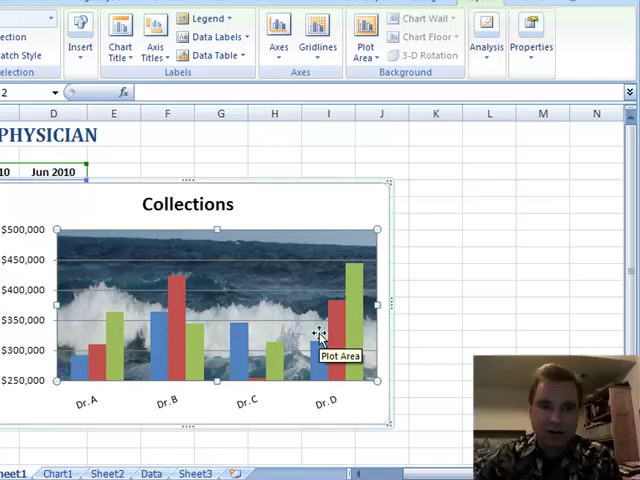 Insert
Chart Title
Axis Titles
Legend
Data Labels
Data Table
Axes
Gridlines
Plot Area
Chart Wall
Chart Floor
3-D Rotation
Analysis
Properties
election
atch Style
Selection
Labels
Axes
Background
2
fx
D E F G H I J K L M N
PHYSICIAN
10 Jun 2010
Collections
$500,000
$450,000
$400,000
$350,000
$300,000
$250,000
Plot Area
Dr. A Dr. B Dr. C Dr. D
heet1 Chart1 Sheet2 Data Sheet3